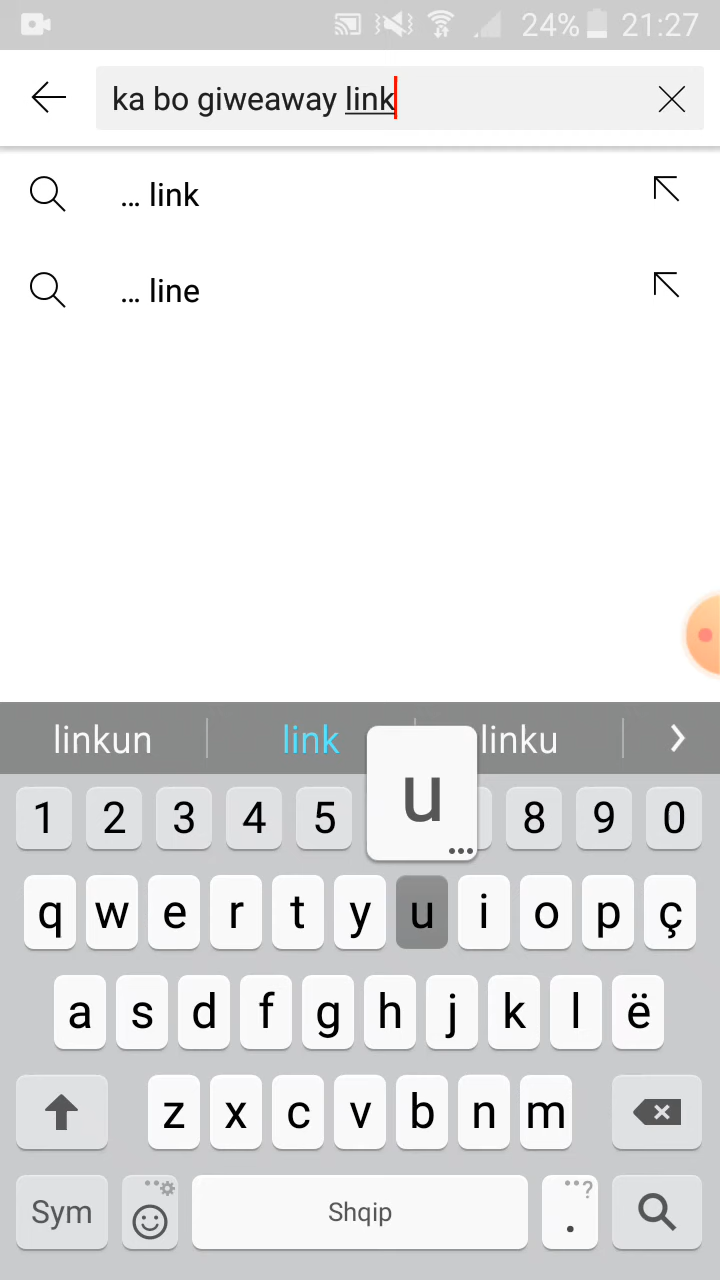 24% 21:27
ka bo giweaway link
... link
... line
linkun link linku
u
1 2 3 4 5 8 9 0
q w e r t y u i o p ç
a s d f g h j k l ë
z x c v b n m
Sym Shqip . ?